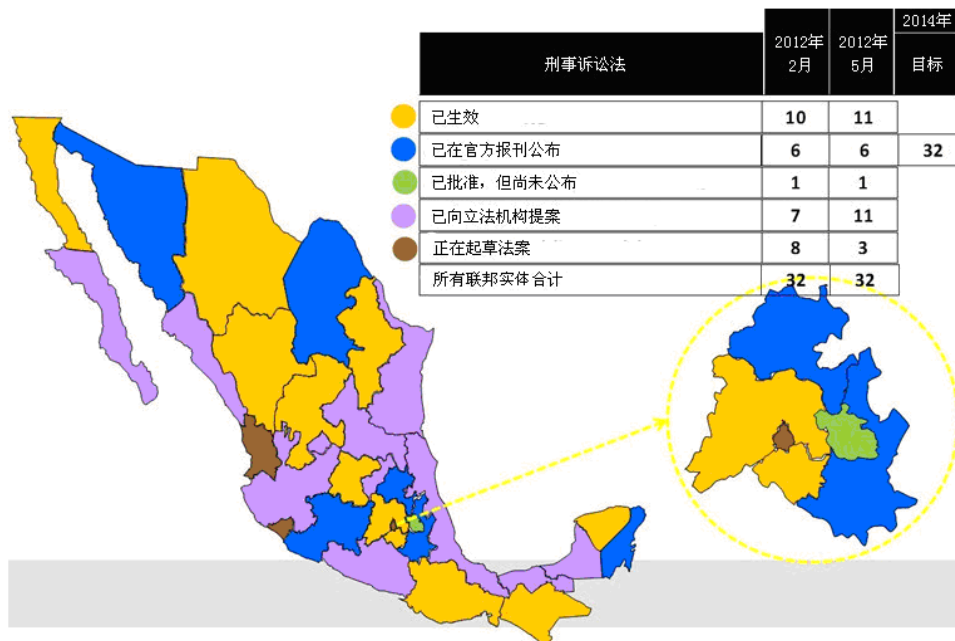 刑事诉讼法 2012年2月 2012年5月 2014年目标
已生效 10 11
已在官方报刊公布 6 6 32
已批准，但尚未公布 1 1
已向立法机构提案 7 11
正在起草法案 8 3
所有联邦实体合计 32 32